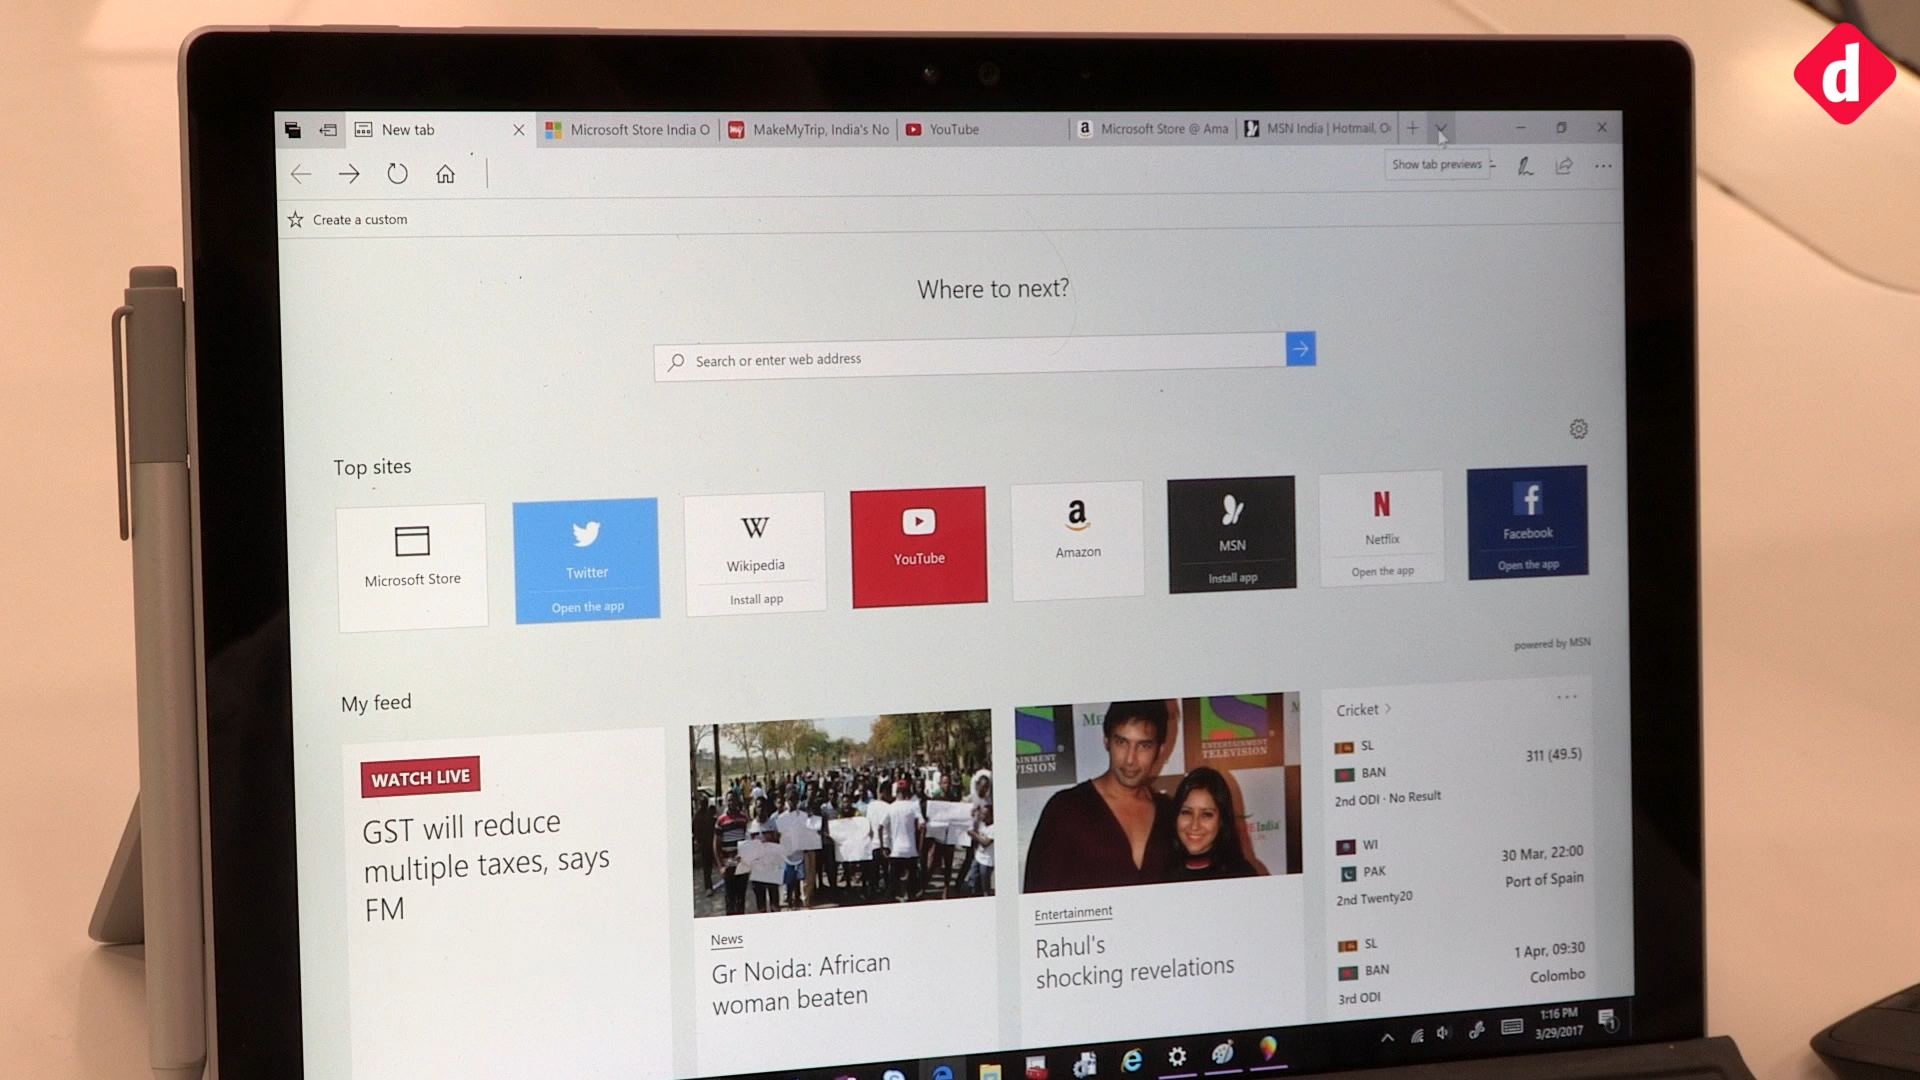 d
New tab
Microsoft Store India O
my
MakeMyTrip, India's No
YouTube
a
Microsoft Store @ Ama
MSN India | Hotmail,
Show tab previews
Create a custom
Where to next?
Search or enter web address
Top sites
Microsoft Store
Twitter
Open the app
W
Wikipedia
Install app
YouTube
a
Amazon
MSN
Install app
N
Netflix
Open the app
f
Facebook
Open the app
powered by MSN
My feed
WATCH LIVE
GST will reduce
multiple taxes, says
FM
ENTERTAINMENT
TELEVISION
India
News
Gr Noida: African
woman beaten
Entertainment
Rahul's
shocking revelations
Cricket >
SL
BAN
311 (49.5)
2nd ODI · No Result
WI
PAK
30 Mar, 22:00
Port of Spain
2nd Twenty20
SL
BAN
1 Apr, 09:30
Colombo
3rd ODI
1:16 PM
3/29/2017
1